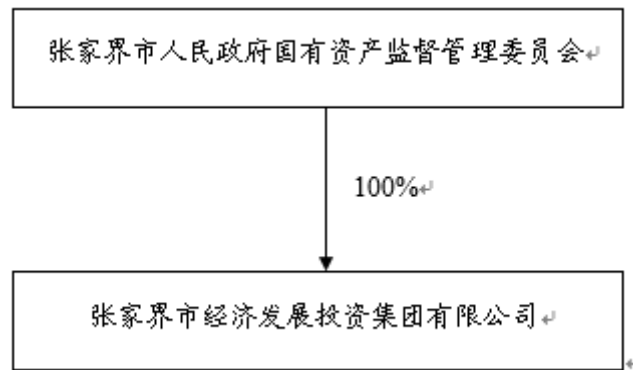 张家界市人民政府国有资产监督管理委员会
100%
张家界市经济发展投资集团有限公司